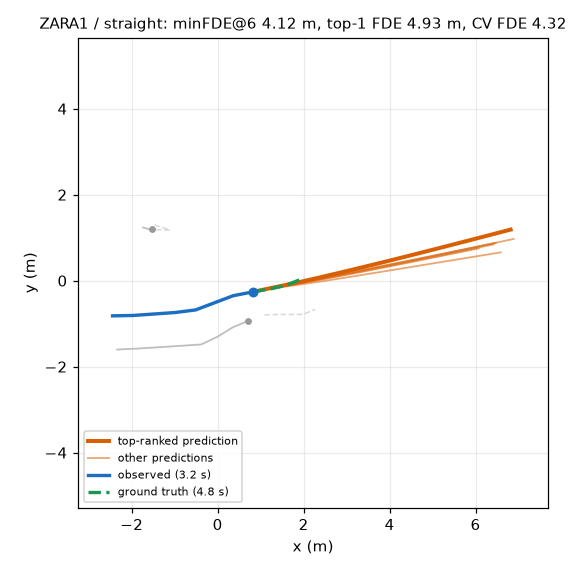 ZARA1 / straight: minFDE@6 4.12 m, top-1 FDE 4.93 m, CV FDE 4.32
y (m)
4
2
0
−2
−4
top-ranked prediction
other predictions
observed (3.2 s)
ground truth (4.8 s)
−2
0
2
4
6
x (m)